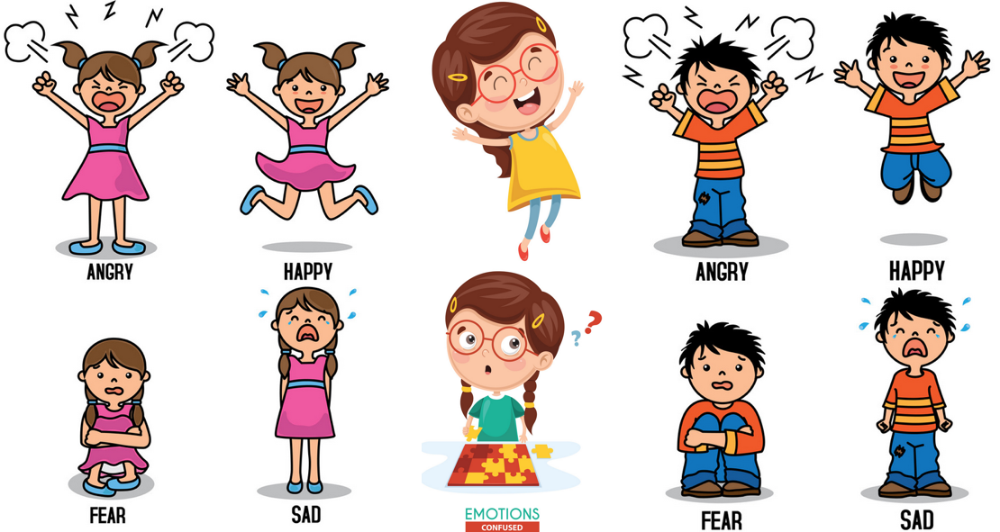 ANGRY
HAPPY
ANGRY
HAPPY
? ?
FEAR
SAD
EMOTIONS
CONFUSED
FEAR
SAD